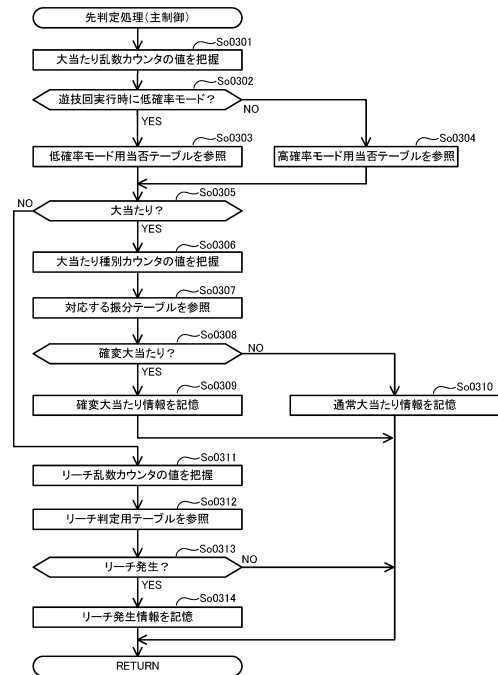 先判定処理(主制御)
So0301
大当たり乱数カウンタの値を把握
So0302
遊技回実行時に低確率モード?
NO
YES
So0303
So0304
低確率モード用当否テーブルを参照
高確率モード用当否テーブルを参照
So0305
NO
大当たり?
YES
So0306
大当たり種別カウンタの値を把握
So0307
対応する振分テーブルを参照
So0308
確変大当たり?
NO
YES
So0309
So0310
確変大当たり情報を記憶
通常大当たり情報を記憶
So0311
リーチ乱数カウンタの値を把握
So0312
リーチ判定用テーブルを参照
So0313
リーチ発生?
NO
YES
So0314
リーチ発生情報を記憶
RETURN